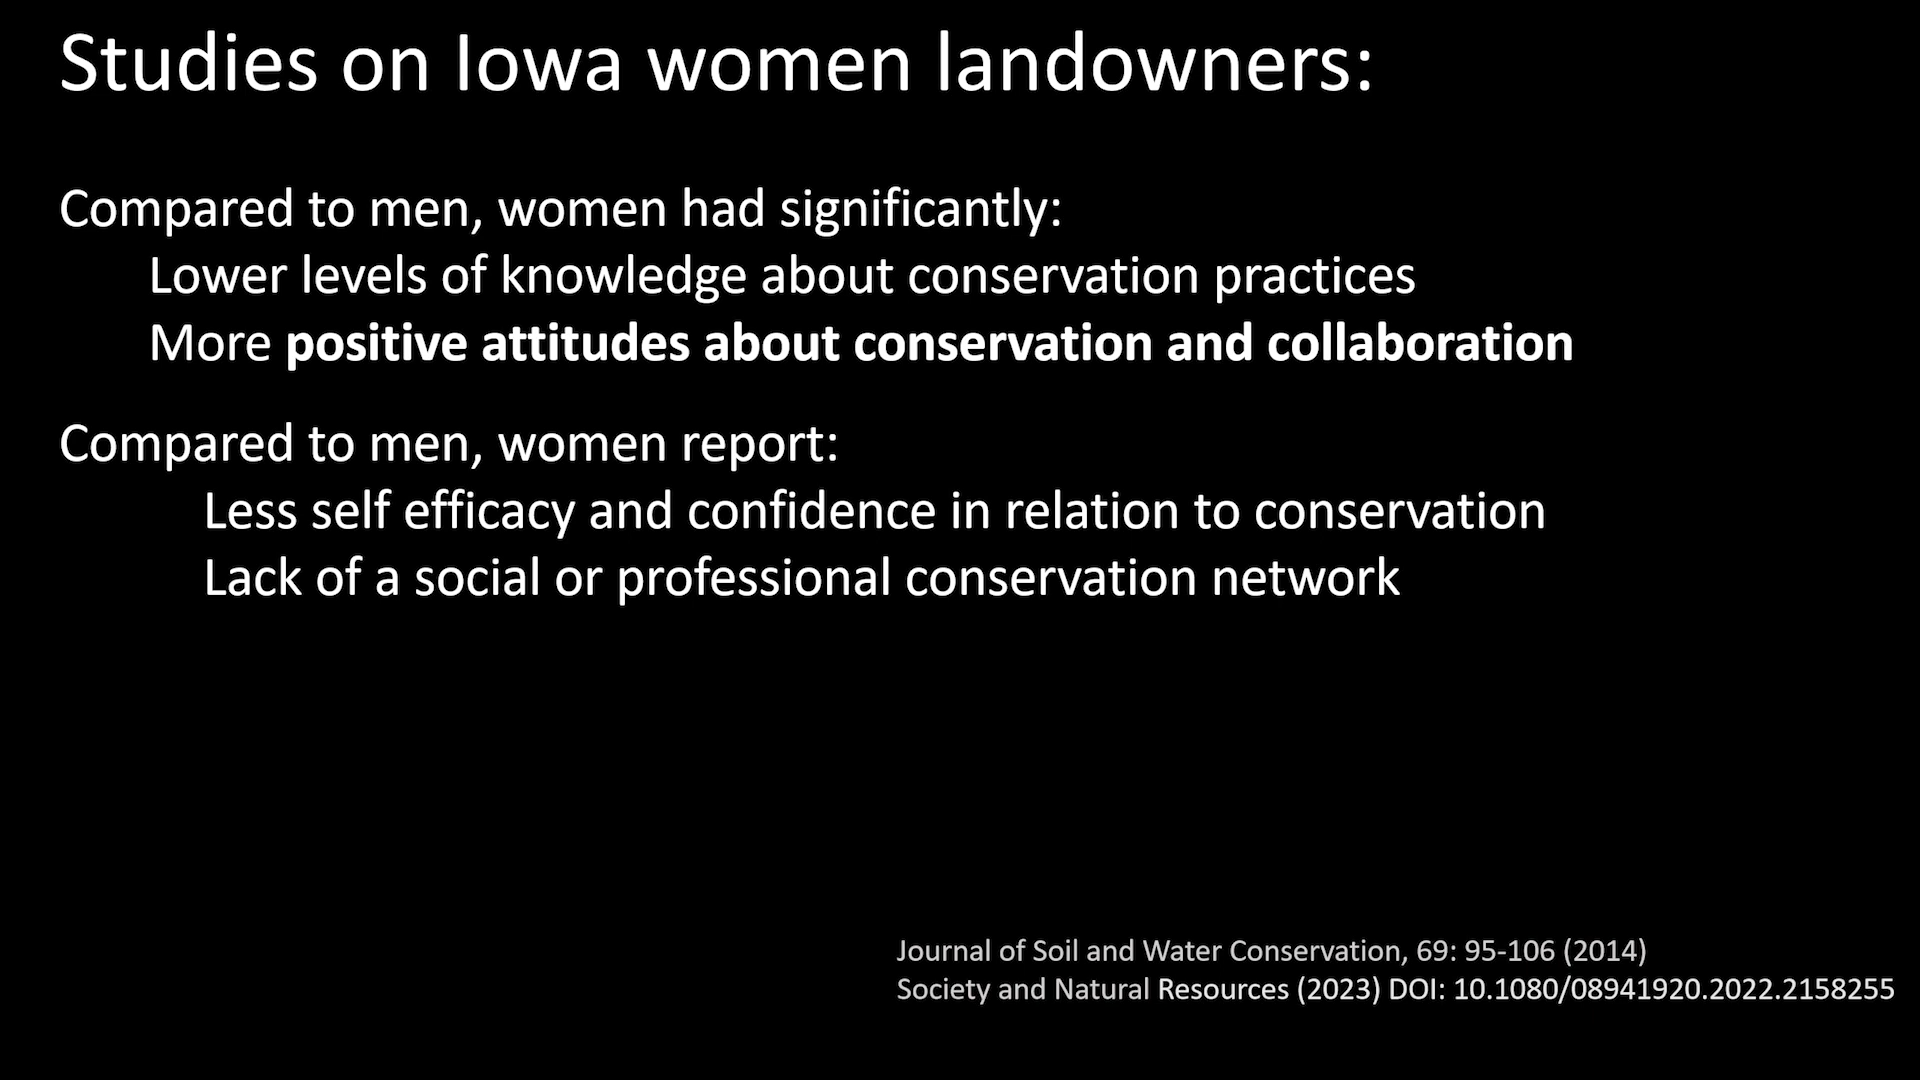 Studies on Iowa women landowners:
Compared to men, women had significantly:
Lower levels of knowledge about conservation practices
More positive attitudes about conservation and collaboration
Compared to men, women report:
Less self efficacy and confidence in relation to conservation
Lack of a social or professional conservation network
Journal of Soil and Water Conservation, 69: 95-106 (2014)
Society and Natural Resources (2023) DOI: 10.1080/08941920.2022.2158255